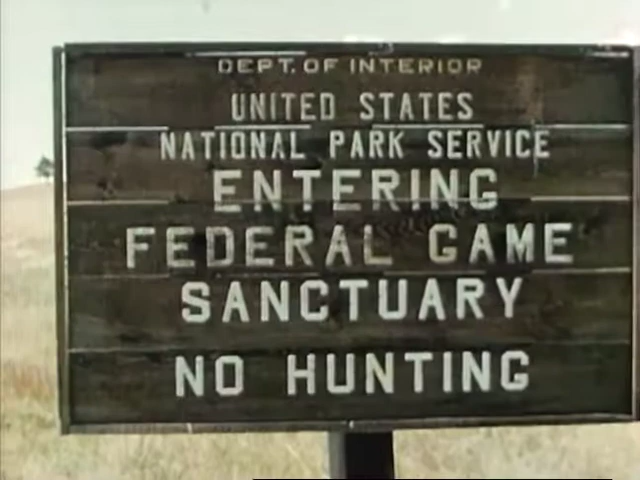 DEPT. OF INTERIOR
UNITED STATES
NATIONAL PARK SERVICE
ENTERING
FEDERAL GAME
SANCTUARY
NO HUNTING